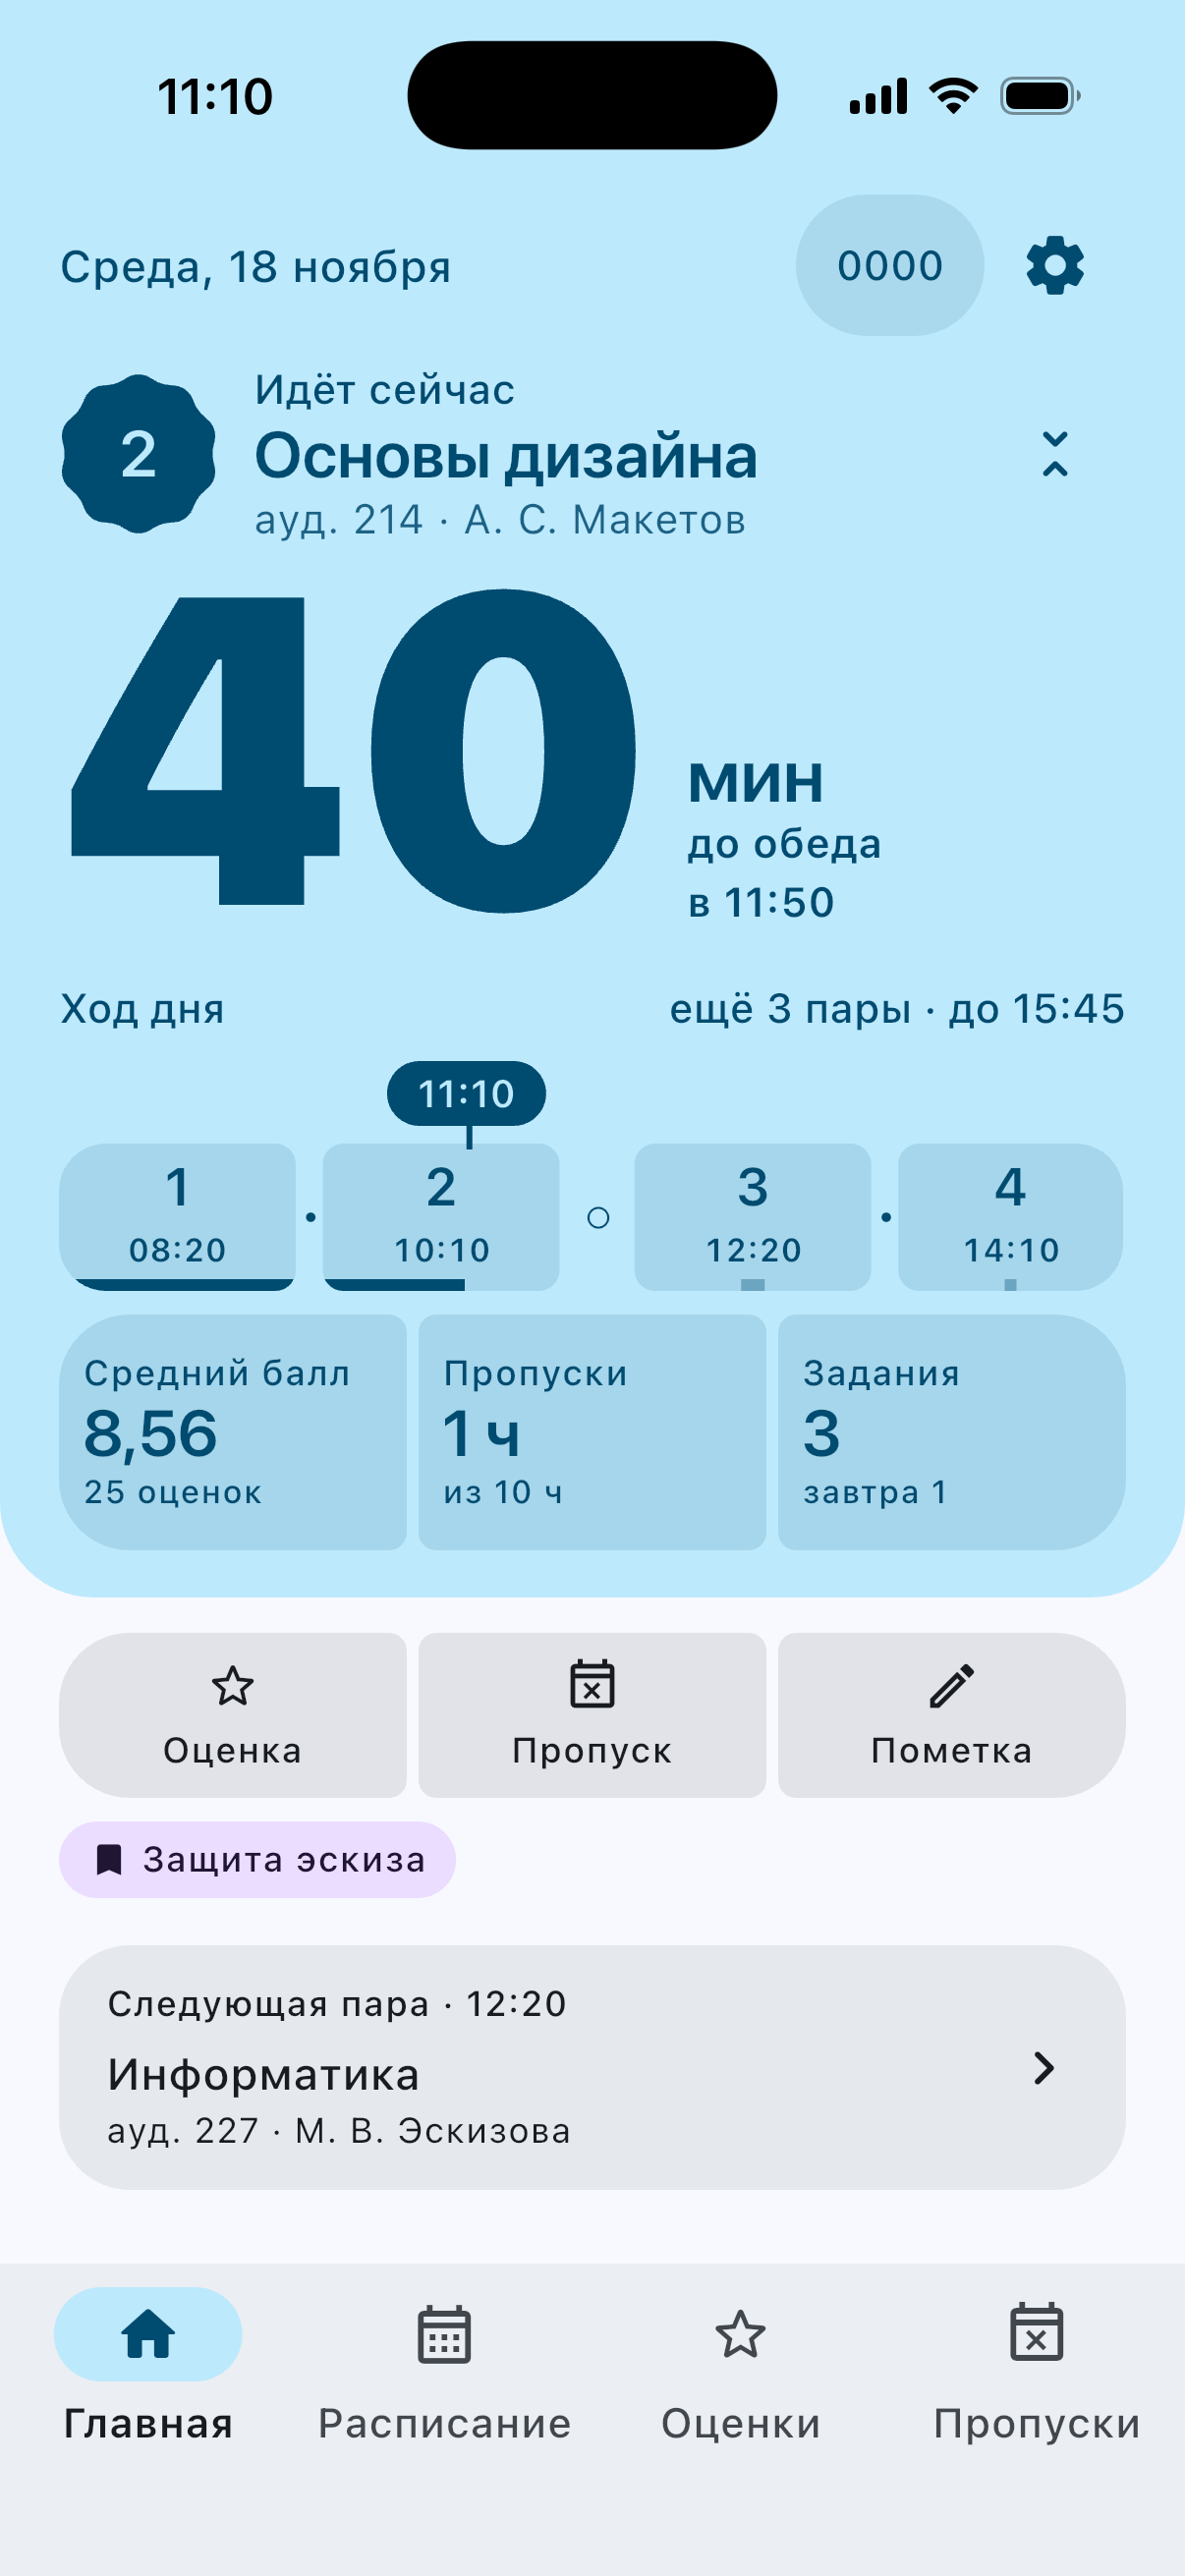 11:10
Среда, 18 ноября
0000
2
Идёт сейчас
Основы дизайна
ауд. 214 · А. С. Макетов
40
мин
до обеда
в 11:50
Ход дня
ещё 3 пары · до 15:45
11:10
1
08:20
2
10:10
3
12:20
4
14:10
Средний балл
8,56
25 оценок
Пропуски
1 ч
из 10 ч
Задания
3
завтра 1
Оценка
Пропуск
Пометка
Защита эскиза
Следующая пара · 12:20
Информатика
ауд. 227 · М. В. Эскизова
Главная
Расписание
Оценки
Пропуски